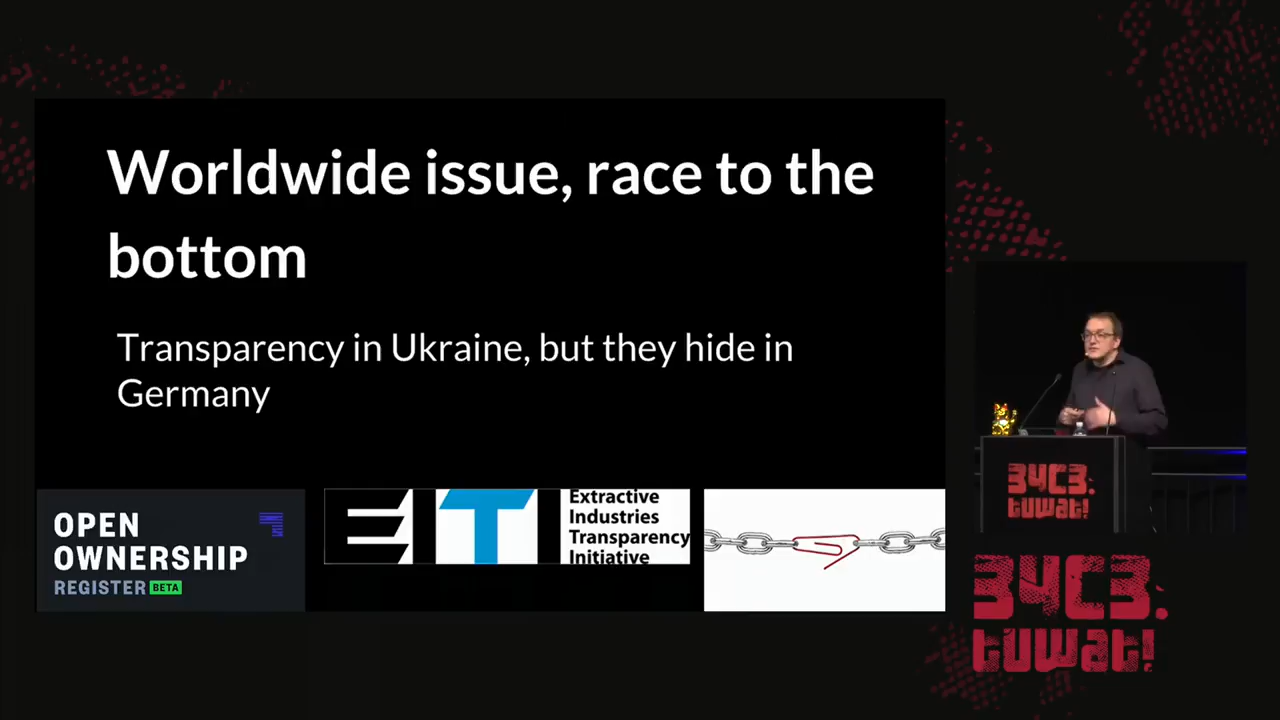 Worldwide issue, race to the
bottom
Transparency in Ukraine, but they hide in
Germany
OPEN
OWNERSHIP
REGISTER BETA
EITI
Extractive
Industries
Transparency
Initiative
34C3.
tuwat!
34C3.
tuwat!